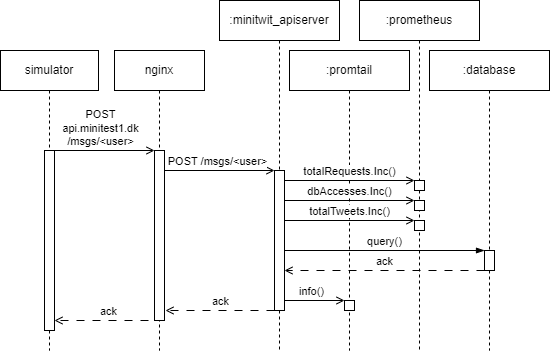 :minitwit_apiserver
:prometheus
simulator
nginx
:promtail
:database
POST
api.minitest1.dk
/msgs/<user>
POST /msgs/<user>
totalRequests.Inc()
dbAccesses.Inc()
totalTweets.Inc()
query()
ack
info()
ack
ack